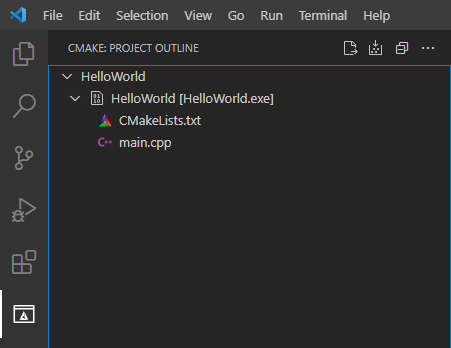 File Edit Selection View Go Run Terminal Help
CMAKE: PROJECT OUTLINE
HelloWorld
HelloWorld [HelloWorld.exe]
CMakeLists.txt
C++ main.cpp